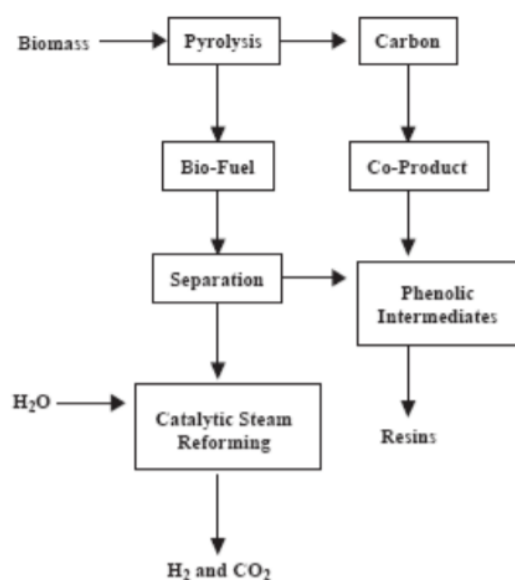 Biomass
Pyrolysis
Carbon
Bio-Fuel
Co-Product
Separation
Phenolic
Intermediates
H₂O
Catalytic Steam
Reforming
Resins
H₂ and CO₂